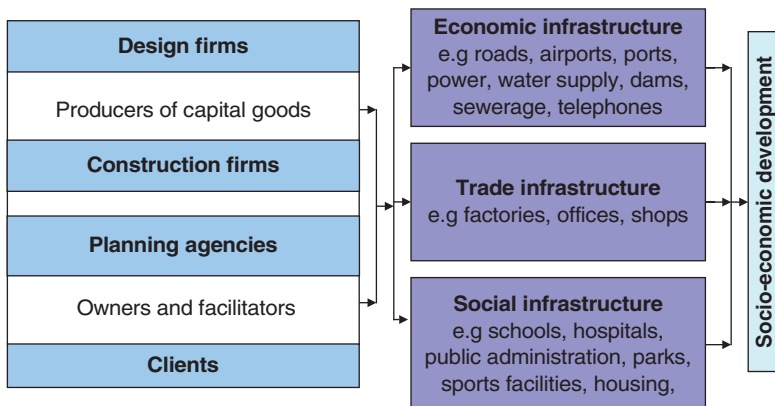 Design firms
Producers of capital goods
Construction firms
Planning agencies
Owners and facilitators
Clients
Economic infrastructure
e.g roads, airports, ports,
power, water supply, dams,
sewerage, telephones
Trade infrastructure
e.g factories, offices, shops
Social infrastructure
e.g schools, hospitals,
public administration, parks,
sports facilities, housing,
Socio-economic development